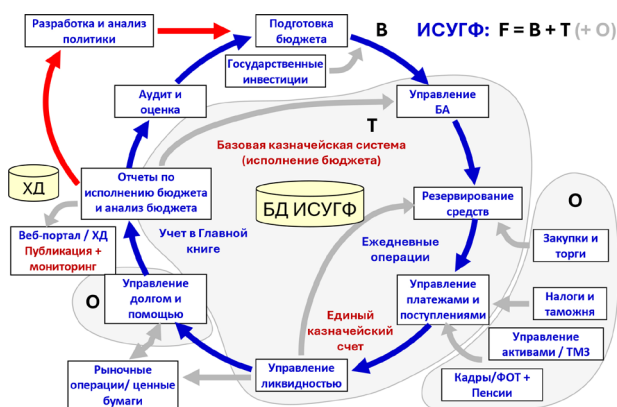 Разработка и анализ
политики
Подготовка
бюджета
B
ИСУГФ: F = B + T (+ O)
Государственные
инвестиции
Аудит и
оценка
Управление
БА
T
Базовая казначейская система
(исполнение бюджета)
ХД
Отчеты по
исполнению бюджета
и анализ бюджета
БД ИСУГФ
Резервирование
средств
O
Веб-портал / ХД
Публикация +
мониторинг
Учет в Главной
книге
Ежедневные
операции
Закупки и
торги
O
Управление
долгом и
помощью
Единый
казначейский
счет
Управление
платежами и
поступлениями
Налоги и
таможня
Управление
активами / ТМЗ
Рыночные
операции/ ценные
бумаги
Управление
ликвидностью
Кадры/ФОТ +
Пенсии